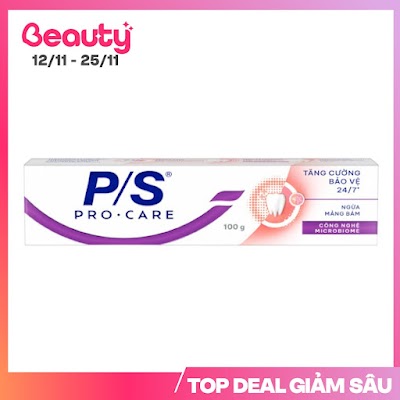 Beauty+
12/11 - 25/11
P/S®
PRO•CARE
100 g
TĂNG CƯỜNG
BẢO VỆ
24/7*
NGỪA
MẢNG BÁM
CÔNG NGHỆ
MICROBIOME
TOP DEAL GIẢM SÂU